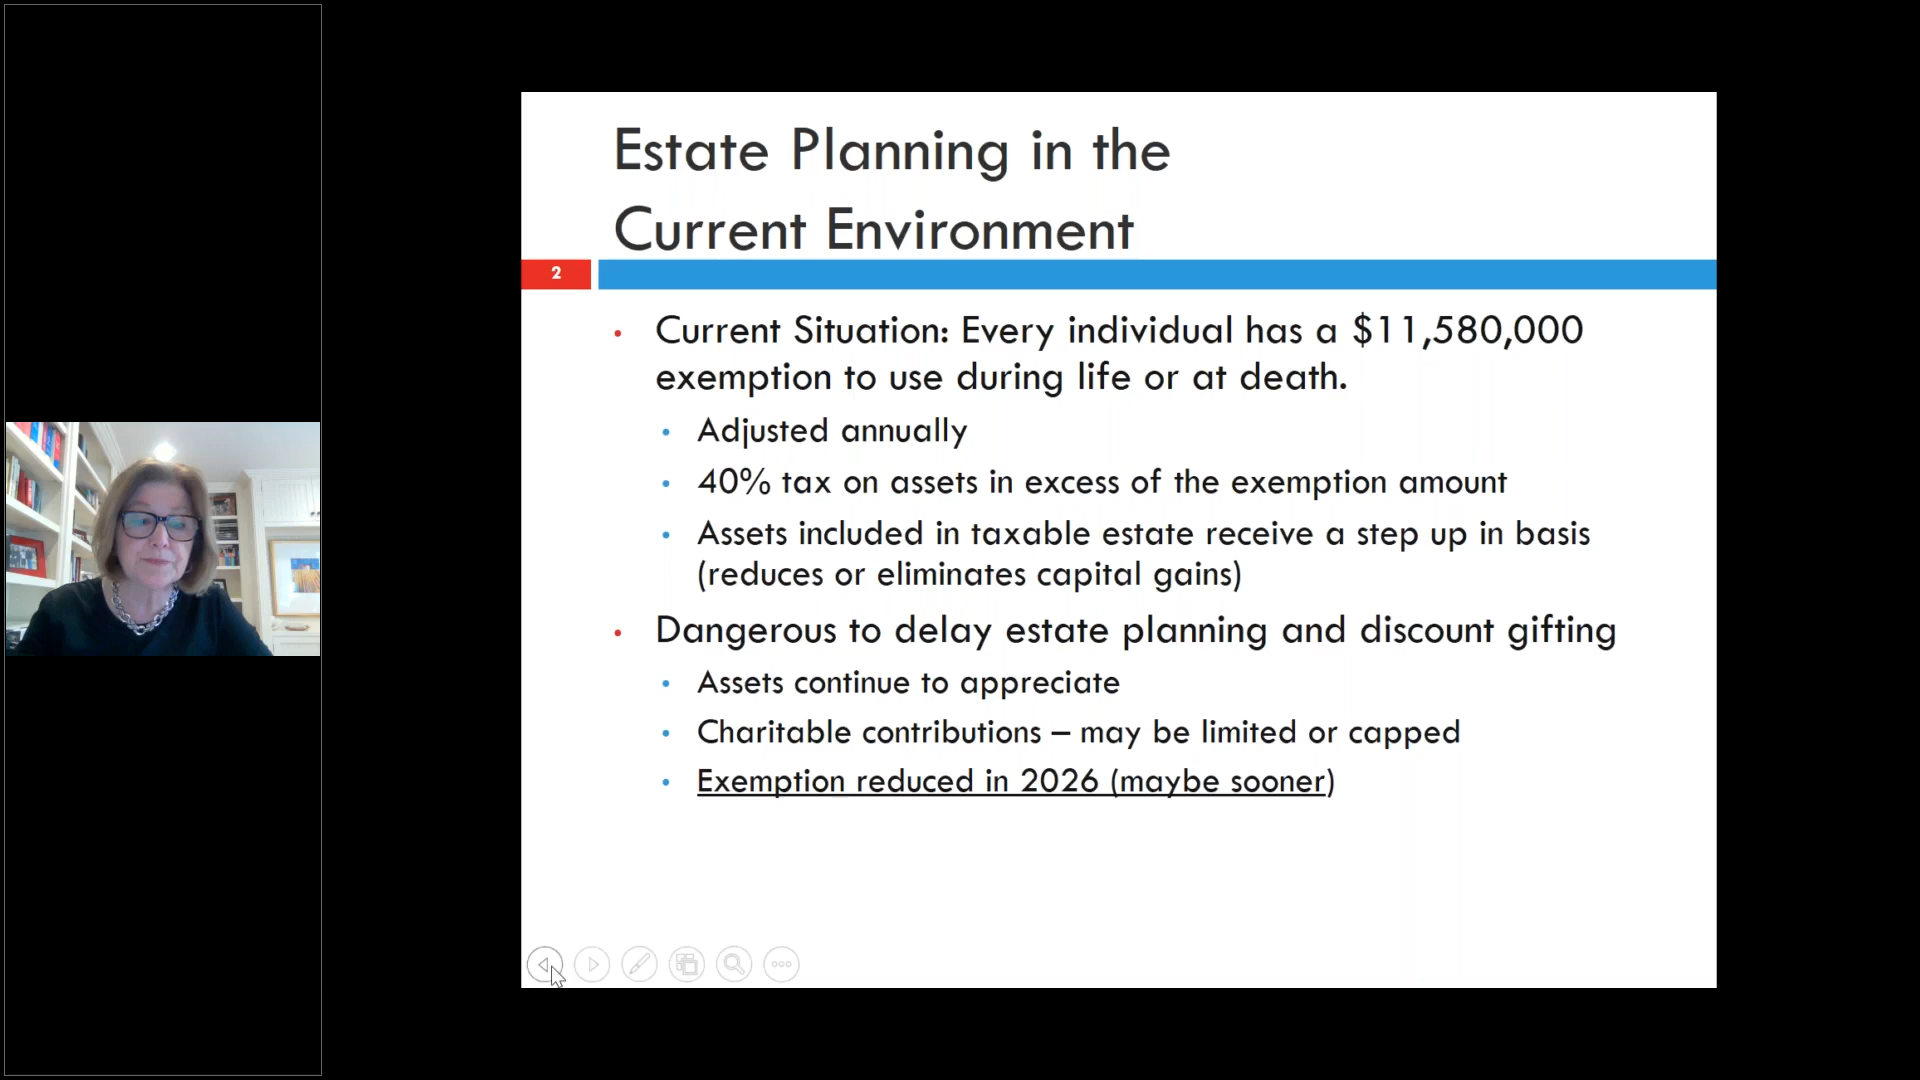 Estate Planning in the
Current Environment
2
• Current Situation: Every individual has a $11,580,000
exemption to use during life or at death.
• Adjusted annually
• 40% tax on assets in excess of the exemption amount
• Assets included in taxable estate receive a step up in basis
(reduces or eliminates capital gains)
• Dangerous to delay estate planning and discount gifting
• Assets continue to appreciate
• Charitable contributions – may be limited or capped
• Exemption reduced in 2026 (maybe sooner)